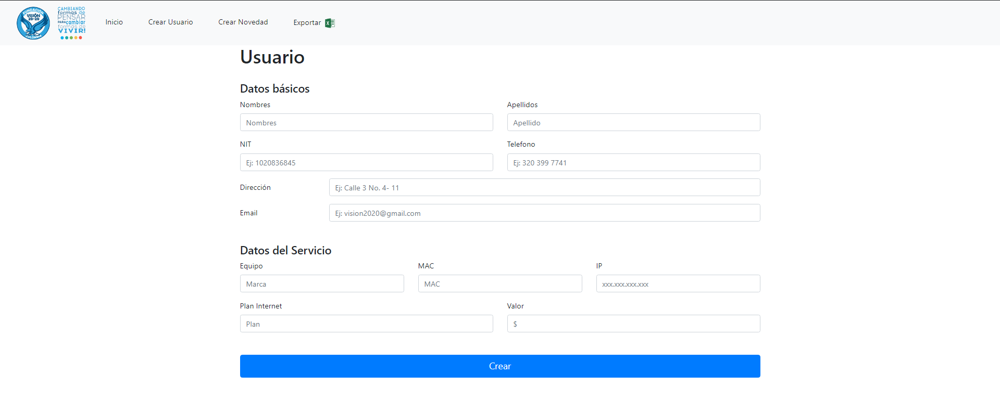 FUNDACIÓN
VISIÓN
20-20
COLOMBIA
CAMBIANDO
formas de
PENSAR
PARA cambiar
formas de
VIVIR!
Inicio
Crear Usuario
Crear Novedad
Exportar
Usuario
Datos básicos
Nombres
Apellidos
Nombres
Apellido
NIT
Telefono
Ej: 1020836845
Ej: 320 399 7741
Dirección
Ej: Calle 3 No. 4- 11
Email
Ej: vision2020@gmail.com
Datos del Servicio
Equipo
MAC
IP
Marca
MAC
xxx.xxx.xxx.xxx
Plan Internet
Valor
Plan
$
Crear